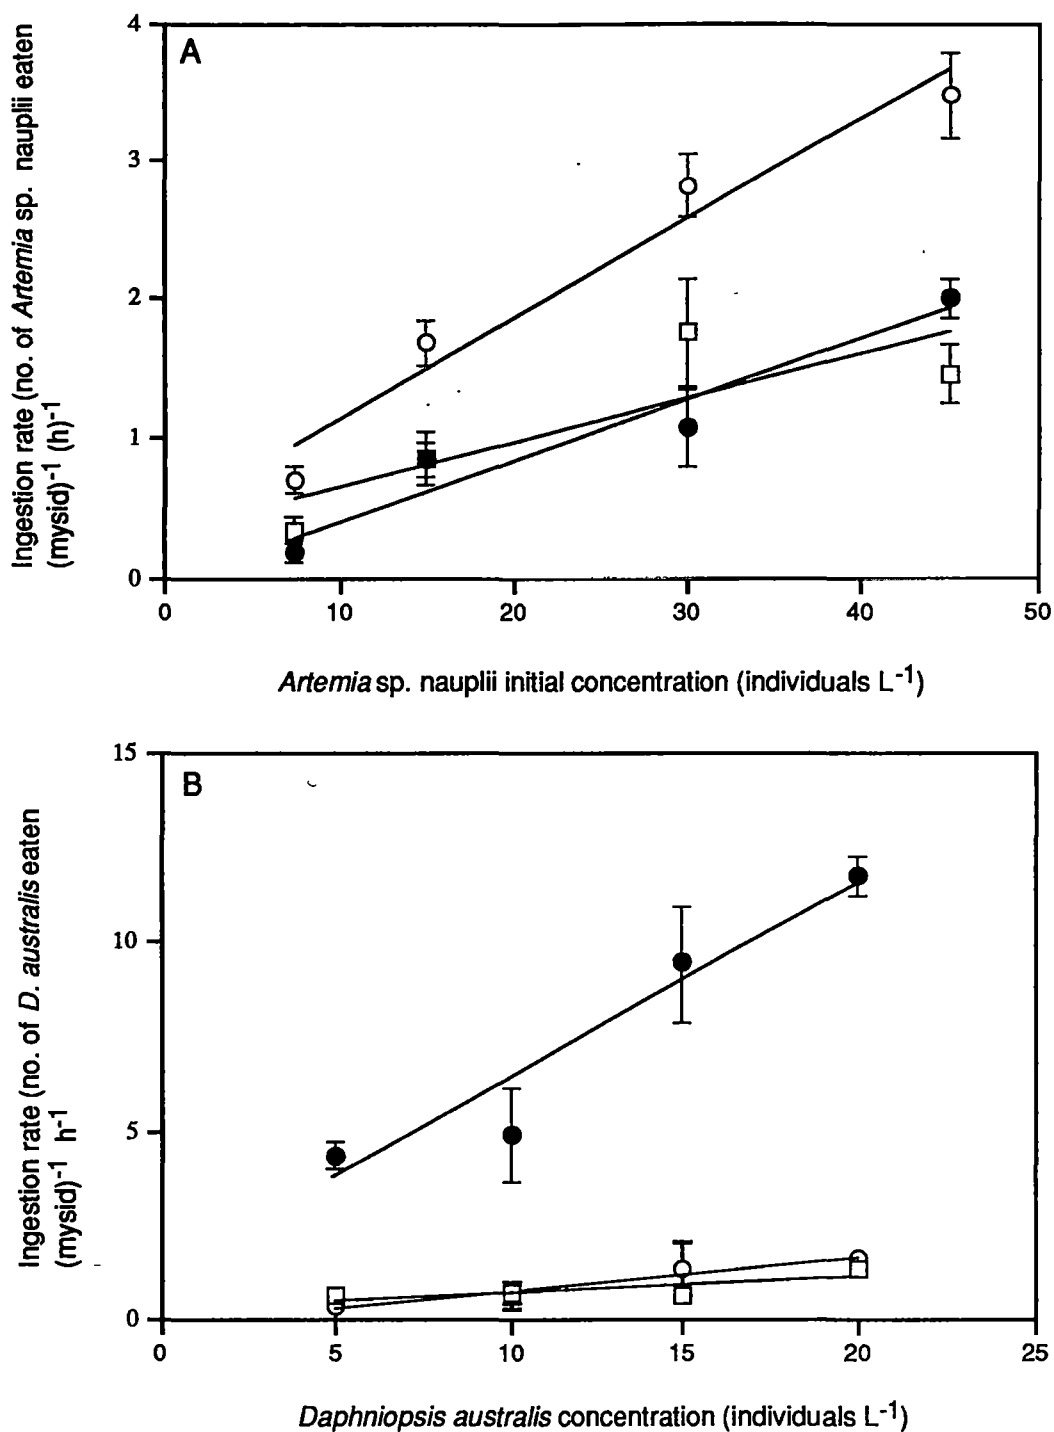 A
Ingestion rate (no. of Artemia sp. nauplii eaten
(mysid)-1 (h)-1
4
3
2
1
0
0 10 20 30 40 50
Artemia sp. nauplii initial concentration (individuals L-1)
B
Ingestion rate (no. of D. australis eaten
(mysid)-1 h-1
15
10
5
0
0 5 10 15 20 25
Daphniopsis australis concentration (individuals L-1)